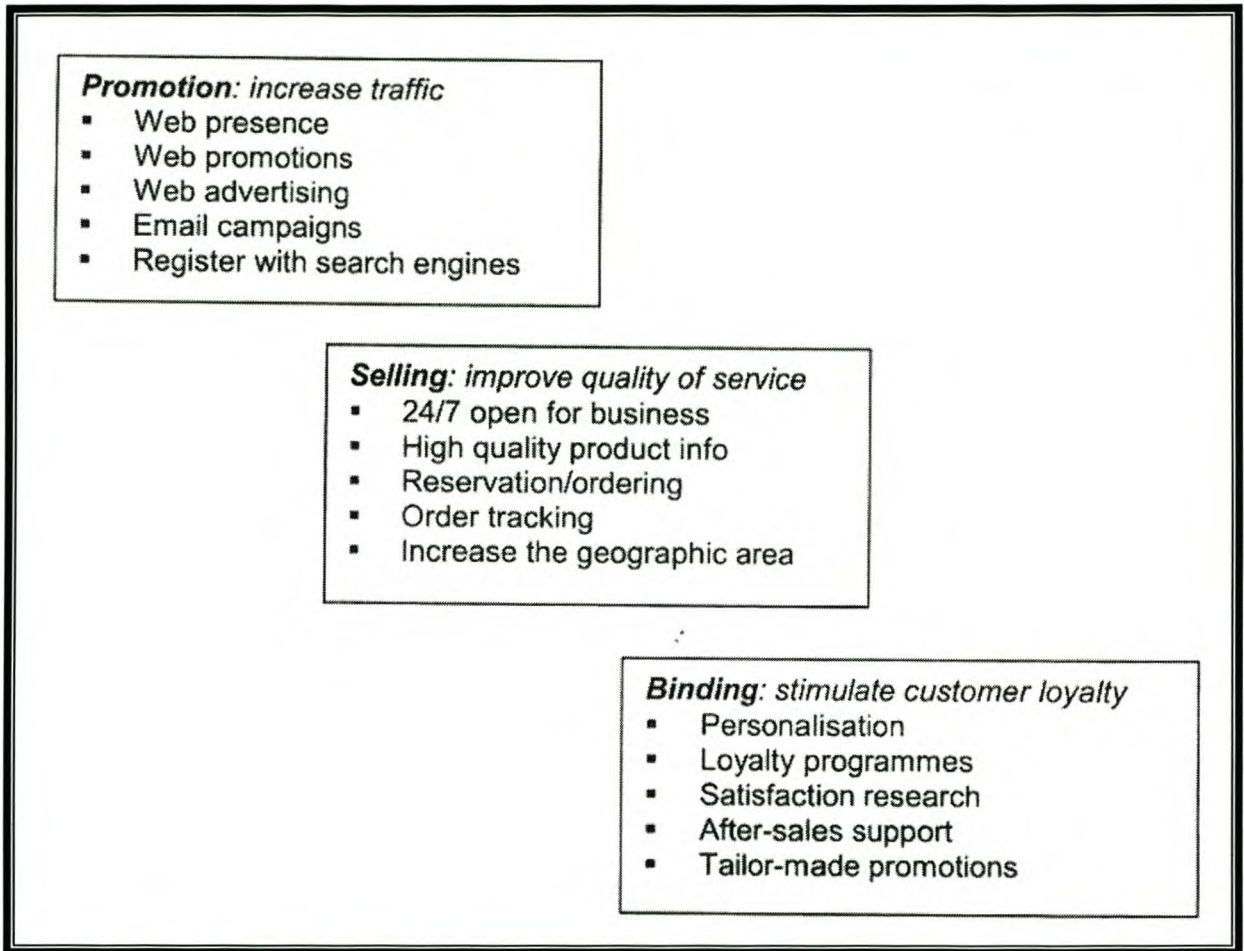 Promotion: increase traffic
▪ Web presence
▪ Web promotions
▪ Web advertising
▪ Email campaigns
▪ Register with search engines
Selling: improve quality of service
▪ 24/7 open for business
▪ High quality product info
▪ Reservation/ordering
▪ Order tracking
▪ Increase the geographic area
Binding: stimulate customer loyalty
▪ Personalisation
▪ Loyalty programmes
▪ Satisfaction research
▪ After-sales support
▪ Tailor-made promotions